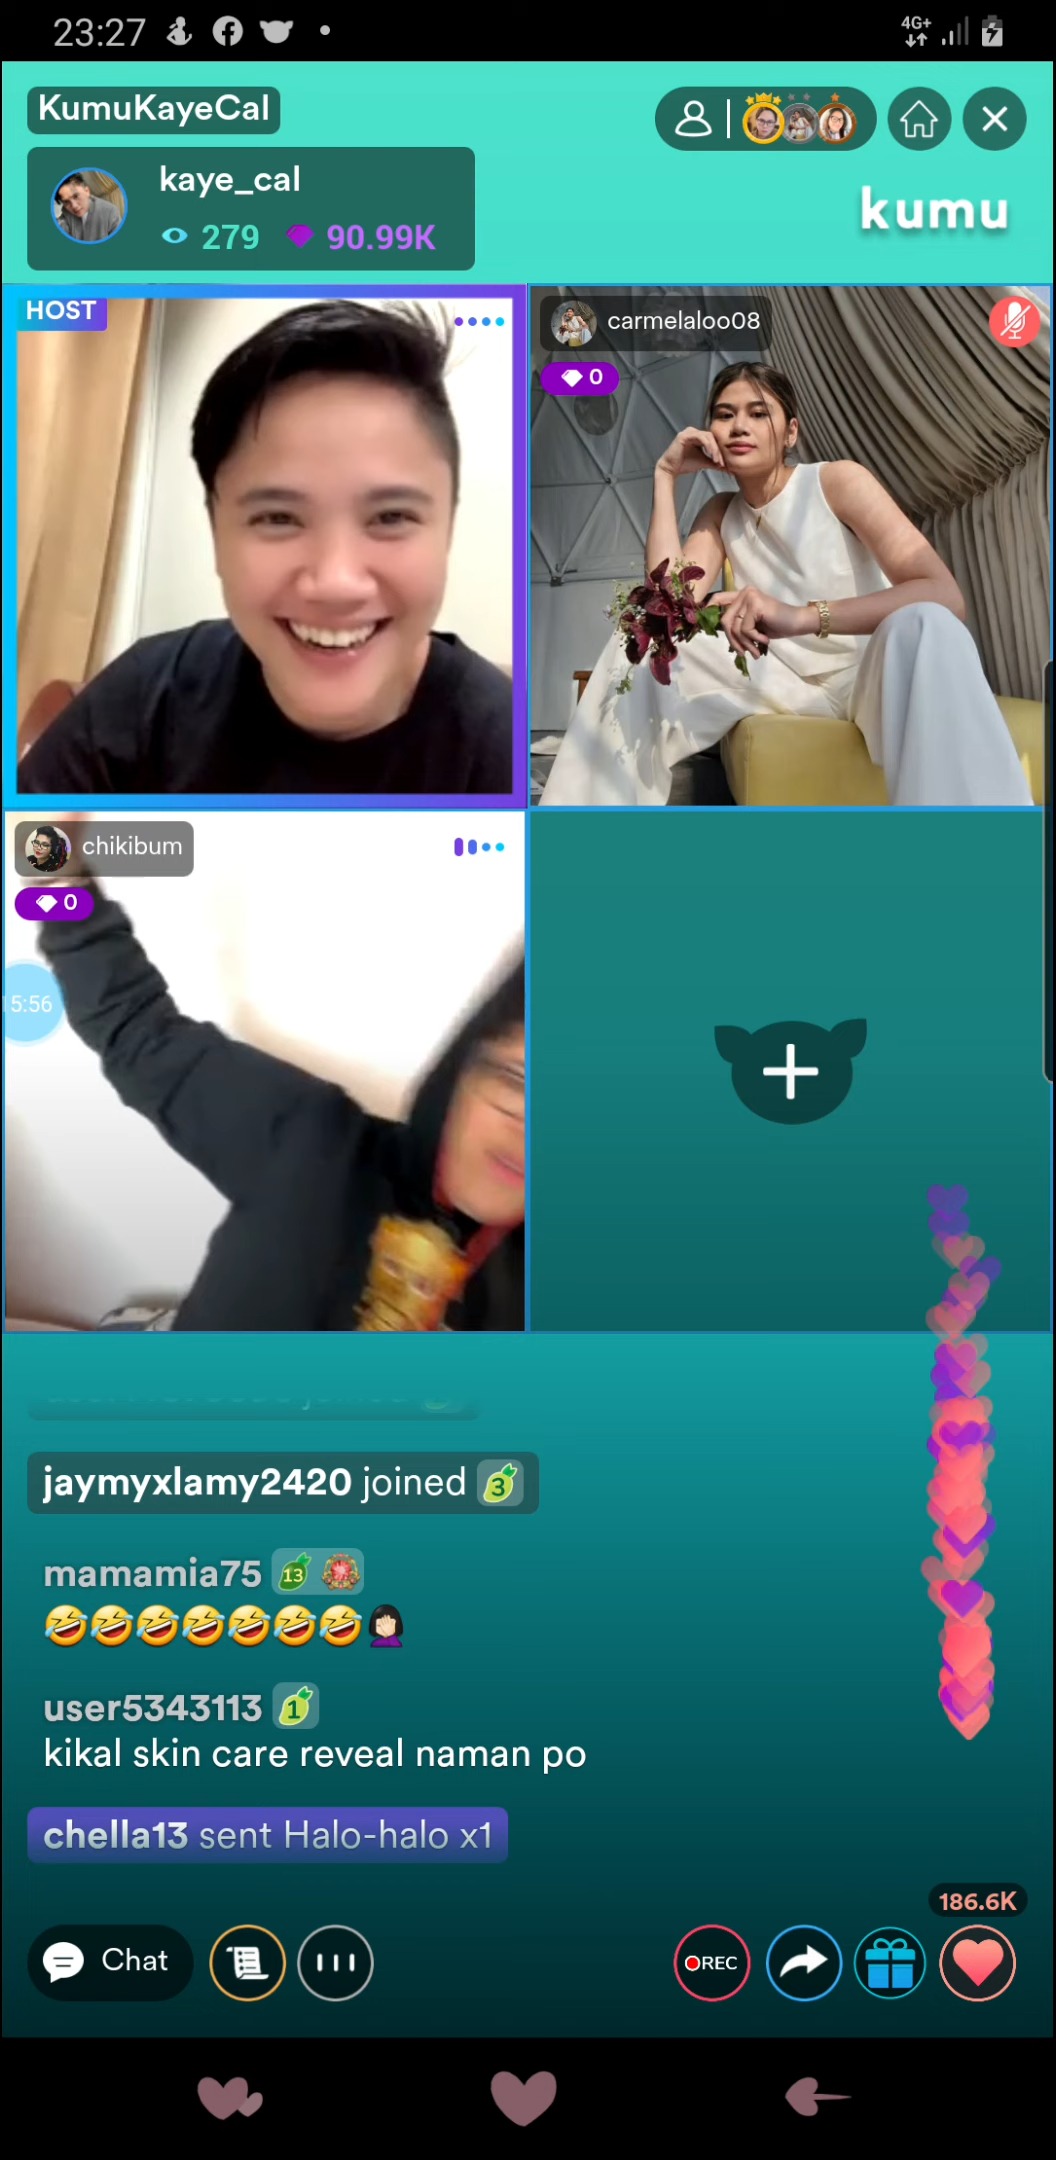 23:27
4G+
KumuKayeCal
kaye_cal
279 90.99K
kumu
HOST
carmelaloo08
0
chikibum
0
5:56
jaymyxlamy2420 joined 3
mamamia75 13
user5343113 1
kikal skin care reveal naman po
chella13 sent Halo-halo x1
186.6K
Chat
REC